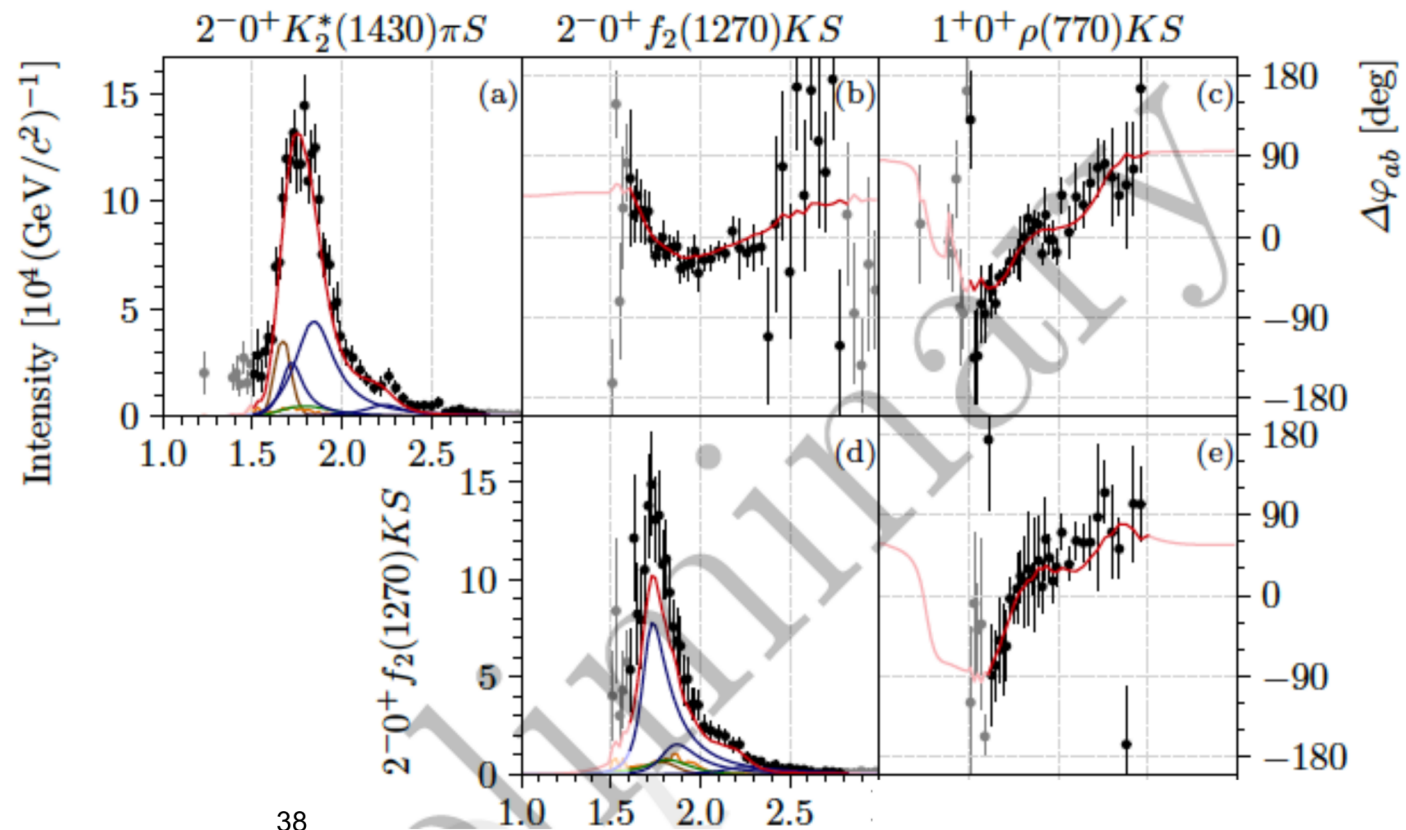 2⁻0⁺K₂*(1430)πS 2⁻0⁺f₂(1270)KS 1⁺0⁺ρ(770)KS
Intensity [10⁴(GeV/c²)⁻¹]
(a) (b) (c)
15
10
5
0
1.0 1.5 2.0 2.5
180
90
0
−90
−180
Δφ_ab [deg]
2⁻0⁺f₂(1270)KS
(d) (e)
15
10
5
0
1.0 1.5 2.0 2.5
180
90
0
−90
−180
38